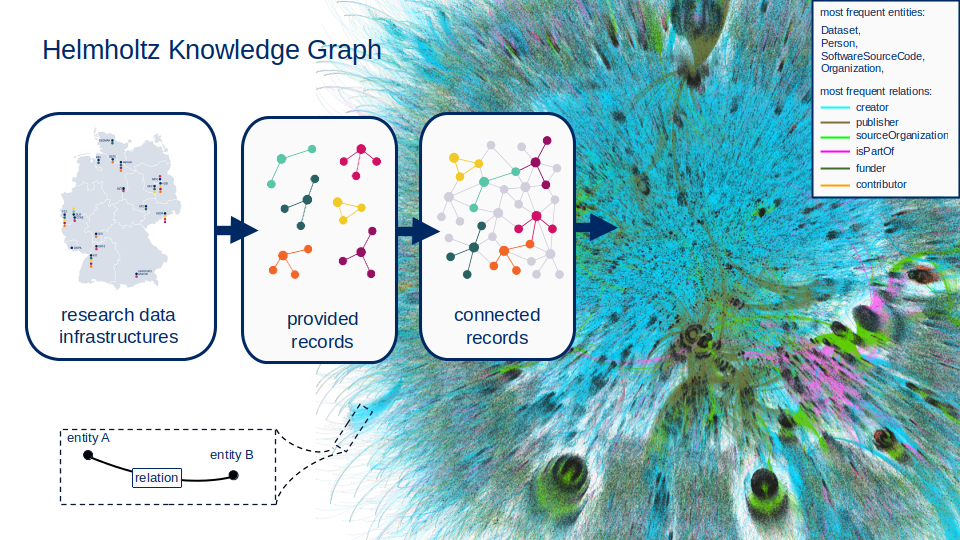 Helmholtz Knowledge Graph
most frequent entities:
Dataset,
Person,
SoftwareSourceCode,
Organization,
most frequent relations:
creator
publisher
sourceOrganization
isPartOf
funder
contributor
research data
infrastructures
provided
records
connected
records
entity A
entity B
relation